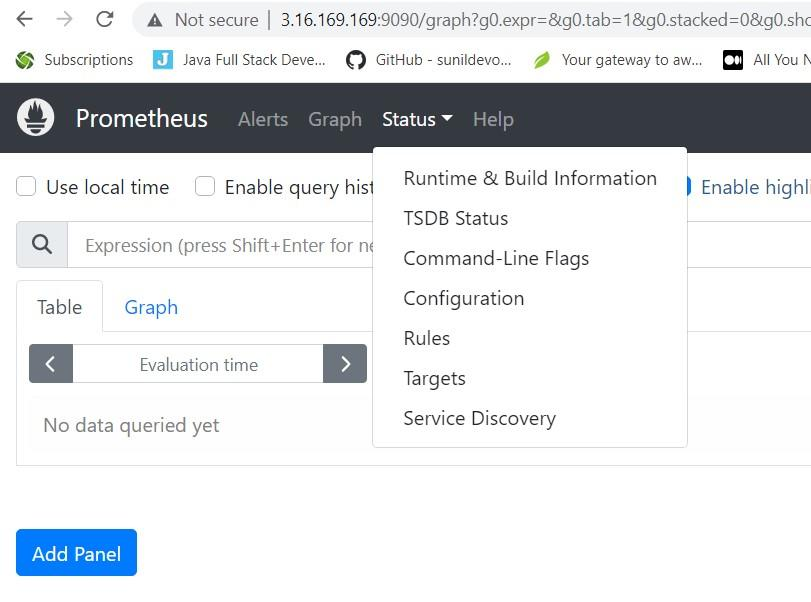 Not secure | 3.16.169.169:9090/graph?g0.expr=&g0.tab=1&g0.stacked=0&g0.sho
Subscriptions Java Full Stack Deve... GitHub - sunildevo... Your gateway to aw... All You N
Prometheus Alerts Graph Status Help
Use local time Enable query hist Enable highli
Expression (press Shift+Enter for ne
Runtime & Build Information
TSDB Status
Command-Line Flags
Configuration
Rules
Targets
Service Discovery
Table Graph
Evaluation time
No data queried yet
Add Panel